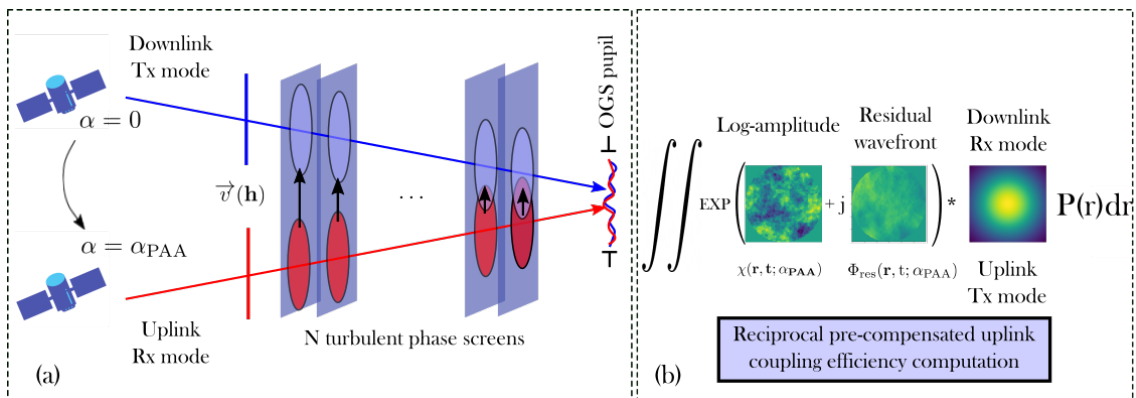 Downlink
Tx mode
α = 0
v⃗(h)
α = α_PAA
Uplink
Rx mode
N turbulent phase screens
. . .
OGS pupil
(a)
Log-amplitude
Residual
wavefront
Downlink
Rx mode
∫∫ EXP ( + j ) * P(r)dr
χ(r, t; α_PAA)
Φ_res(r, t; α_PAA)
Uplink
Tx mode
Reciprocal pre-compensated uplink
coupling efficiency computation
(b)